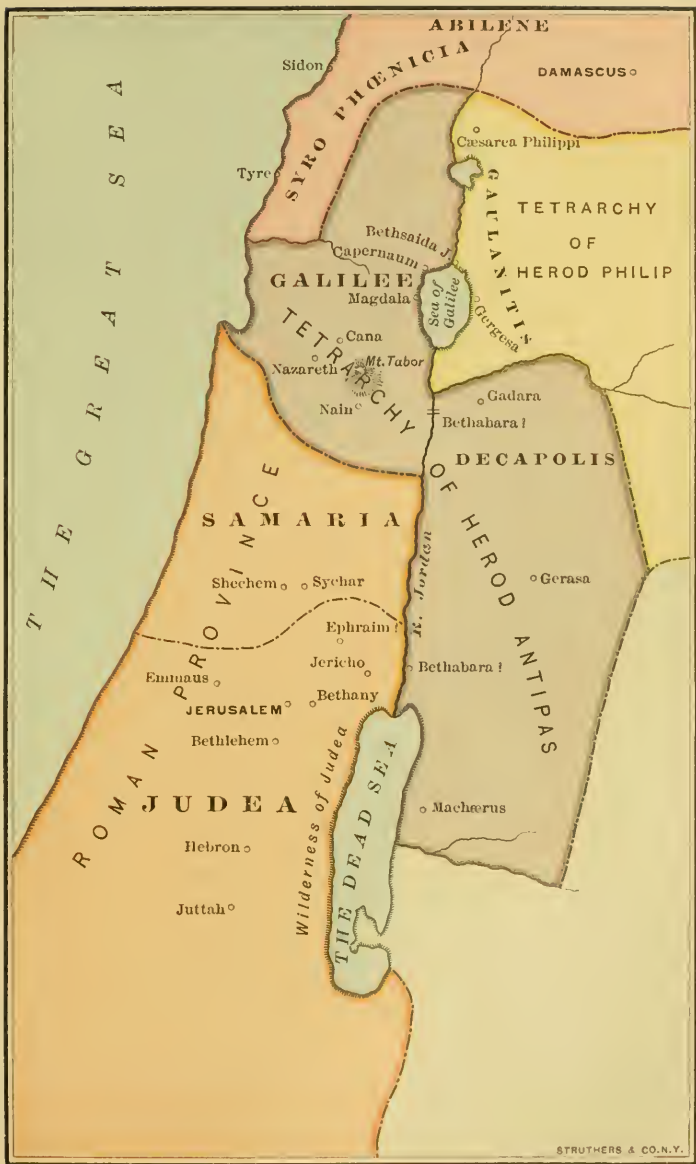 ABILENE
SYRO PHŒNICIA
Sidon
DAMASCUS
THE GREAT SEA
Tyre
Cæsarea Philippi
GAULANITIS
TETRARCHY
OF
HEROD PHILIP
Bethsaida J.
Capernaum
GALILEE
Magdala
Sea of
Galilee
Gergesa
Cana
Nazareth
Mt. Tabor
Nain
TETRARCHY OF HEROD ANTIPAS
Gadara
Bethabara?
DECAPOLIS
SAMARIA
ROMAN PROVINCE
Shechem
Sychar
R. Jordan
Gerasa
Ephraim?
Jericho
Bethabara?
Emmaus
Bethany
JERUSALEM
Bethlehem
JUDEA
Wilderness of Judea
THE DEAD SEA
Machærus
Hebron
Juttah
STRUTHERS & CO. N.Y.